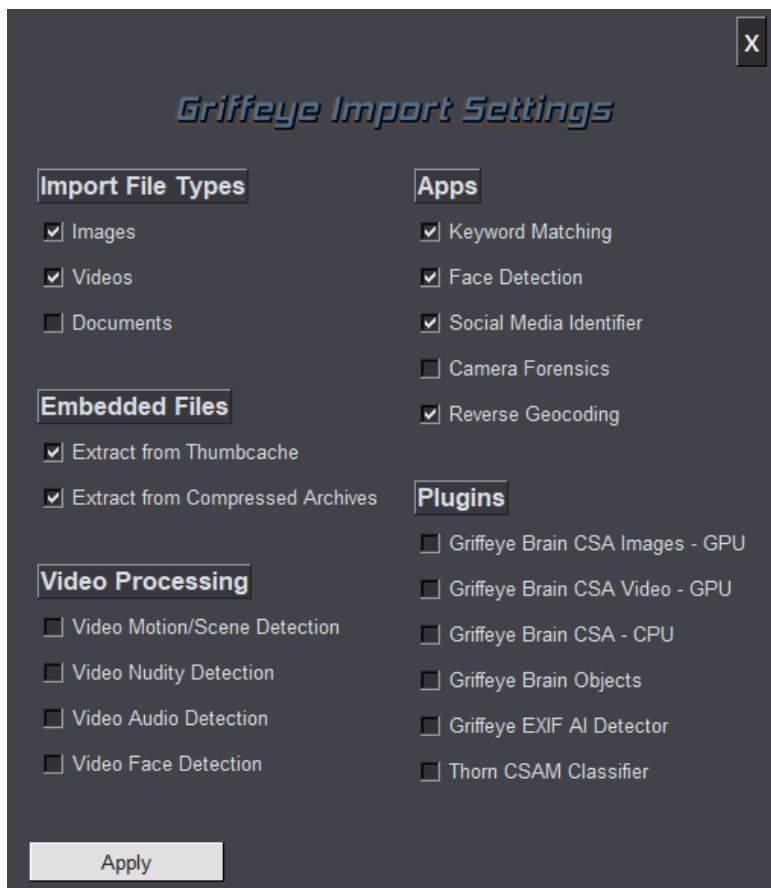 X
Griffeye Import Settings
Import File Types
Images
Videos
Documents
Embedded Files
Extract from Thumbcache
Extract from Compressed Archives
Video Processing
Video Motion/Scene Detection
Video Nudity Detection
Video Audio Detection
Video Face Detection
Apps
Keyword Matching
Face Detection
Social Media Identifier
Camera Forensics
Reverse Geocoding
Plugins
Griffeye Brain CSA Images - GPU
Griffeye Brain CSA Video - GPU
Griffeye Brain CSA - CPU
Griffeye Brain Objects
Griffeye EXIF AI Detector
Thorn CSAM Classifier
Apply